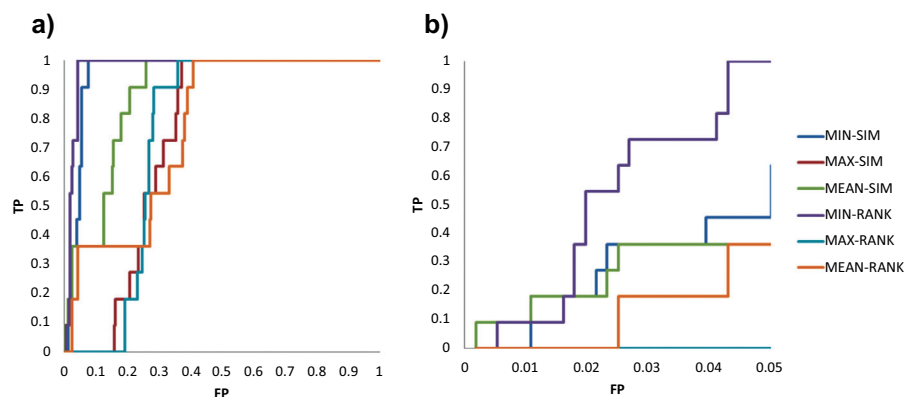 a)
TP
1
0.9
0.8
0.7
0.6
0.5
0.4
0.3
0.2
0.1
0
0 0.1 0.2 0.3 0.4 0.5 0.6 0.7 0.8 0.9 1
FP
b)
TP
1
0.9
0.8
0.7
0.6
0.5
0.4
0.3
0.2
0.1
0
0 0.01 0.02 0.03 0.04 0.05
FP
MIN-SIM
MAX-SIM
MEAN-SIM
MIN-RANK
MAX-RANK
MEAN-RANK